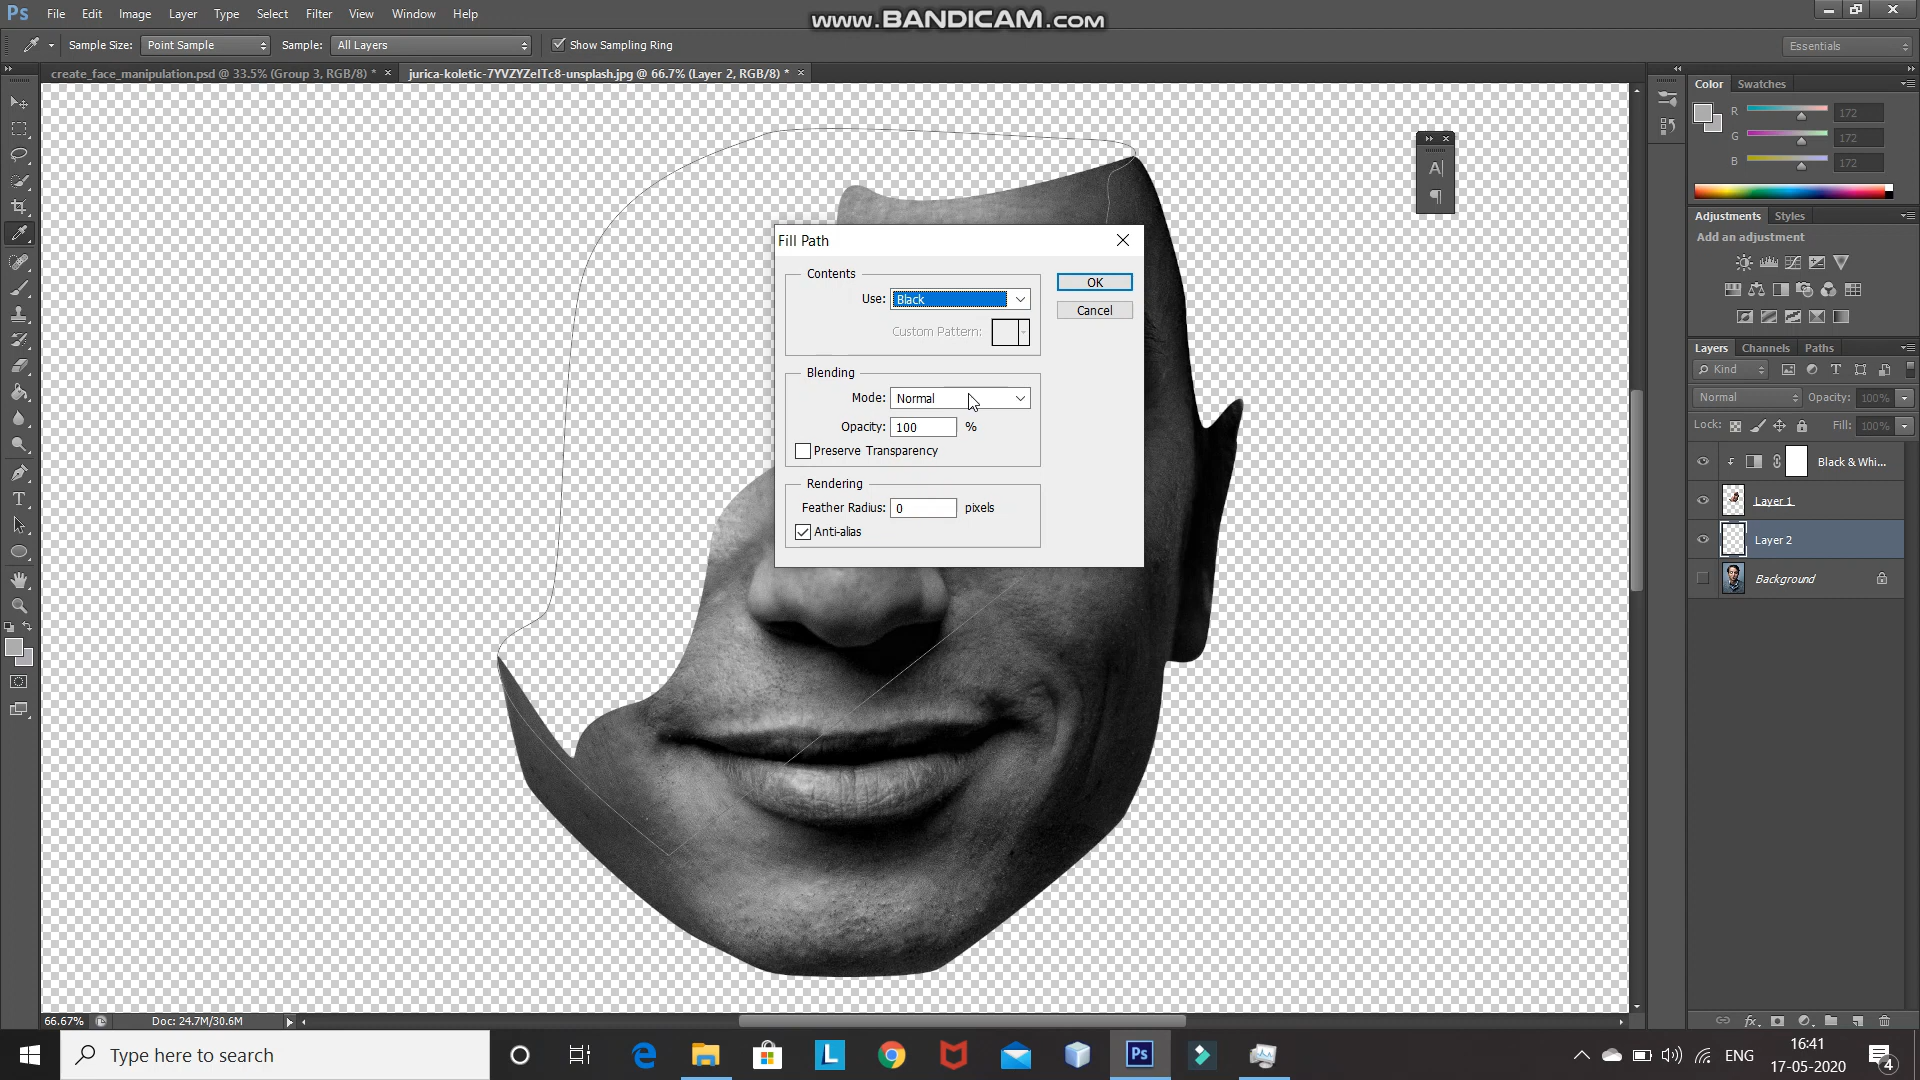 Ps File Edit Image Layer Type Select Filter View Window Help
www.BANDICAM.com
Sample Size: Point Sample Sample: All Layers Show Sampling Ring
Essentials
create_face_manipulation.psd @ 33.5% (Group 3, RGB/8) * ×
jurica-koletic-7YVZYZeITc8-unsplash.jpg @ 66.7% (Layer 2, RGB/8) * ×
Color Swatches
R 172
G 172
B 172
Adjustments Styles
Add an adjustment
Layers Channels Paths
Kind
Normal Opacity: 100%
Lock: Fill: 100%
Black & Whi...
Layer 1
Layer 2
Background
Fill Path
Contents
Use: Black
Custom Pattern:
OK
Cancel
Blending
Mode: Normal
Opacity: 100 %
Preserve Transparency
Rendering
Feather Radius: 0 pixels
Anti-alias
66.67% Doc: 24.7M/30.6M
Type here to search
L
Ps
ENG
16:41
17-05-2020
4